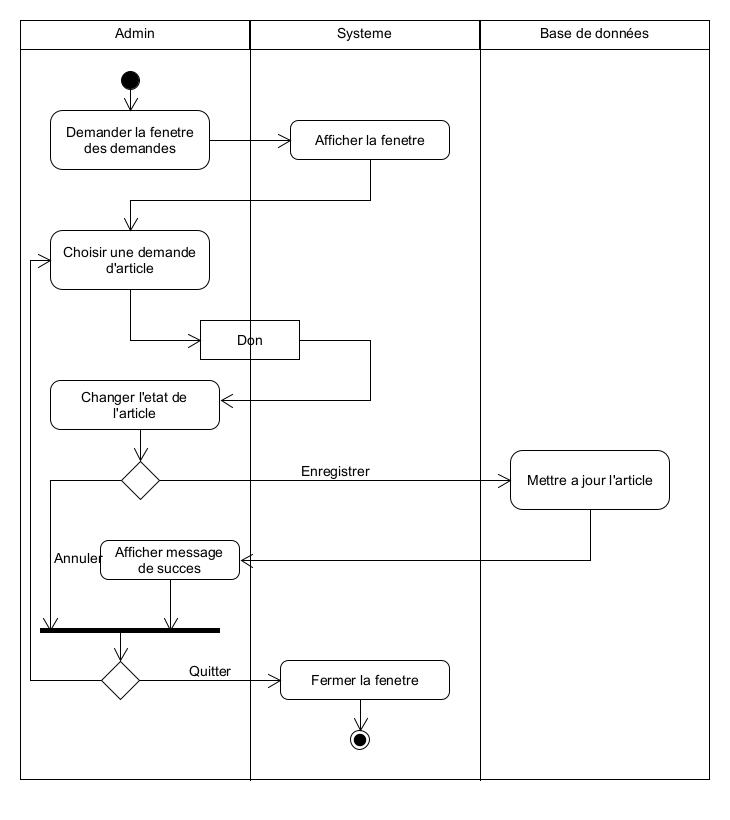 Admin
Systeme
Base de données
Demander la fenetre
des demandes
Afficher la fenetre
Choisir une demande
d'article
Don
Changer l'etat de
l'article
Enregistrer
Mettre a jour l'article
Annuler
Afficher message
de succes
Quitter
Fermer la fenetre